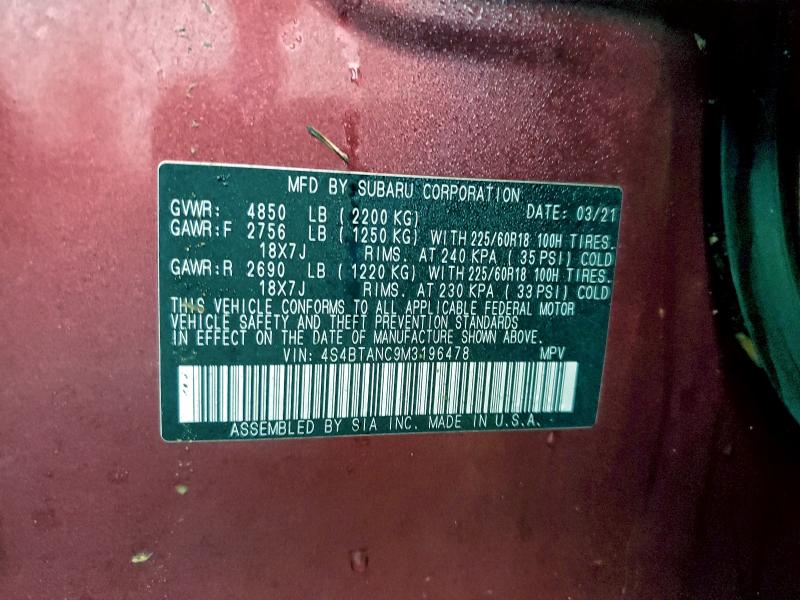 MFD BY SUBARU CORPORATION
GVWR: 4850 LB (2200 KG) DATE: 03/21
GAWR:F 2756 LB (1250 KG) WITH 225/60R18 100H TIRES.
18X7J RIMS. AT 240 KPA (35 PSI) COLD
GAWR:R 2690 LB (1220 KG) WITH 225/60R18 100H TIRES.
18X7J RIMS. AT 230 KPA (33 PSI) COLD
THIS VEHICLE CONFORMS TO ALL APPLICABLE FEDERAL MOTOR
VEHICLE SAFETY AND THEFT PREVENTION STANDARDS
IN EFFECT ON THE DATE OF MANUFACTURE SHOWN ABOVE.
VIN: 4S4BTANC9M3196478 MPV
ASSEMBLED BY SIA INC. MADE IN U.S.A.